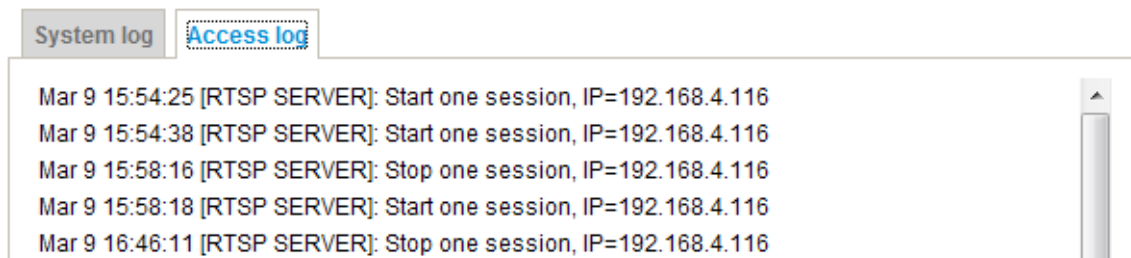 System log Access log
Mar 9 15:54:25 [RTSP SERVER]: Start one session, IP=192.168.4.116
Mar 9 15:54:38 [RTSP SERVER]: Start one session, IP=192.168.4.116
Mar 9 15:58:16 [RTSP SERVER]: Stop one session, IP=192.168.4.116
Mar 9 15:58:18 [RTSP SERVER]: Start one session, IP=192.168.4.116
Mar 9 16:46:11 [RTSP SERVER]: Stop one session, IP=192.168.4.116